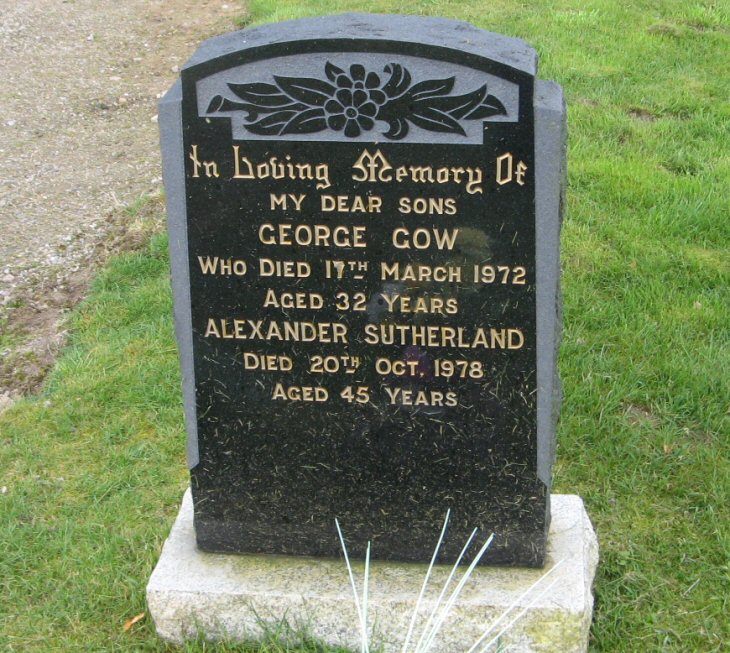 In Loving Memory Of
MY DEAR SONS
GEORGE GOW
WHO DIED 17TH MARCH 1972
AGED 32 YEARS
ALEXANDER SUTHERLAND
DIED 20TH OCT. 1978
AGED 45 YEARS